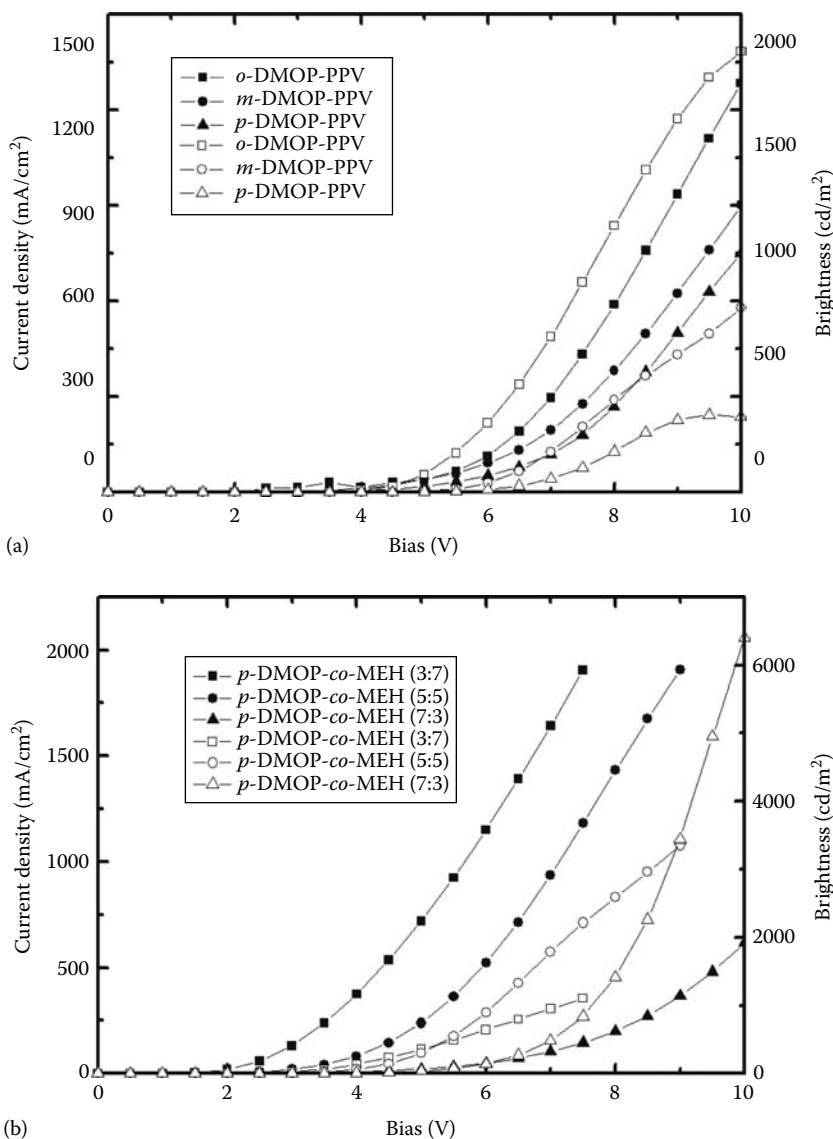 1500
1200
900
600
300
0
Current density (mA/cm²)
o-DMOP-PPV
m-DMOP-PPV
p-DMOP-PPV
o-DMOP-PPV
m-DMOP-PPV
p-DMOP-PPV
2000
1500
1000
500
0
Brightness (cd/m²)
0 2 4 6 8 10
(a)
Bias (V)
2000
1500
1000
500
0
Current density (mA/cm²)
p-DMOP-co-MEH (3:7)
p-DMOP-co-MEH (5:5)
p-DMOP-co-MEH (7:3)
p-DMOP-co-MEH (3:7)
p-DMOP-co-MEH (5:5)
p-DMOP-co-MEH (7:3)
6000
4000
2000
0
Brightness (cd/m²)
0 2 4 6 8 10
(b)
Bias (V)